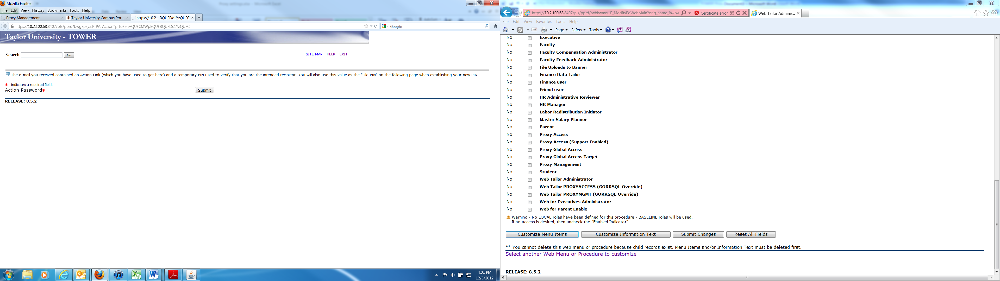 Mozilla Firefox
File Edit View History Bookmarks Tools Help
Proxy Management
Taylor University Campus Por...
https://10.2....BQUFDc1YzQUFC
https://10.2.100.68:8407/pls/pprd/bwgkpxya.P_PA_Action?p_token=QUFCMWpEQUFBQUFDc1YzQUFC
Google
Taylor University - TOWER
Search
Go
SITE MAP HELP EXIT
The e-mail you received contained an Action Link (which you have used to get here) and a temporary PIN used to verify that you are the intended recipient. You will also use this value as the "Old PIN" on the following page when establishing your new PIN.
* - indicates a required field.
Action Password*
Submit
RELEASE: 8.5.2
4:01 PM
12/3/2012
https://10.2.100.68:8407/pls/pprd/twbkwmnu.P_ModifyPgWebMain?orig_name_in=bw
Certificate error
Web Tailor Adminis...
File Edit View Favorites Tools Help
Page Safety Tools
No Executive
No Faculty
No Faculty Compensation Administrator
No Faculty Feedback Administrator
No File Uploads to Banner
No Finance Data Tailor
No Finance user
No Friend user
No HR Administrative Reviewer
No HR Manager
No Labor Redistribution Initiator
No Master Salary Planner
No Parent
No Proxy Access
No Proxy Access (Support Enabled)
No Proxy Global Access
No Proxy Global Access Target
No Proxy Management
No Student
No Web Tailor Administrator
No Web Tailor PROXYACCESS (GORRSQL Override)
No Web Tailor PROXYMGMT (GORRSQL Override)
No Web for Executives Administrator
No Web for Parent Enable
Warning - No LOCAL roles have been defined for this procedure - BASELINE roles will be used.
If no access is desired, then uncheck the "Enabled Indicator".
Customize Menu Items
Customize Information Text
Submit Changes
Reset All Fields
** You cannot delete this web menu or procedure because child records exist. Menu Items and/or Information Text must be deleted first.
Select another Web Menu or Procedure to customize
RELEASE: 8.5.2